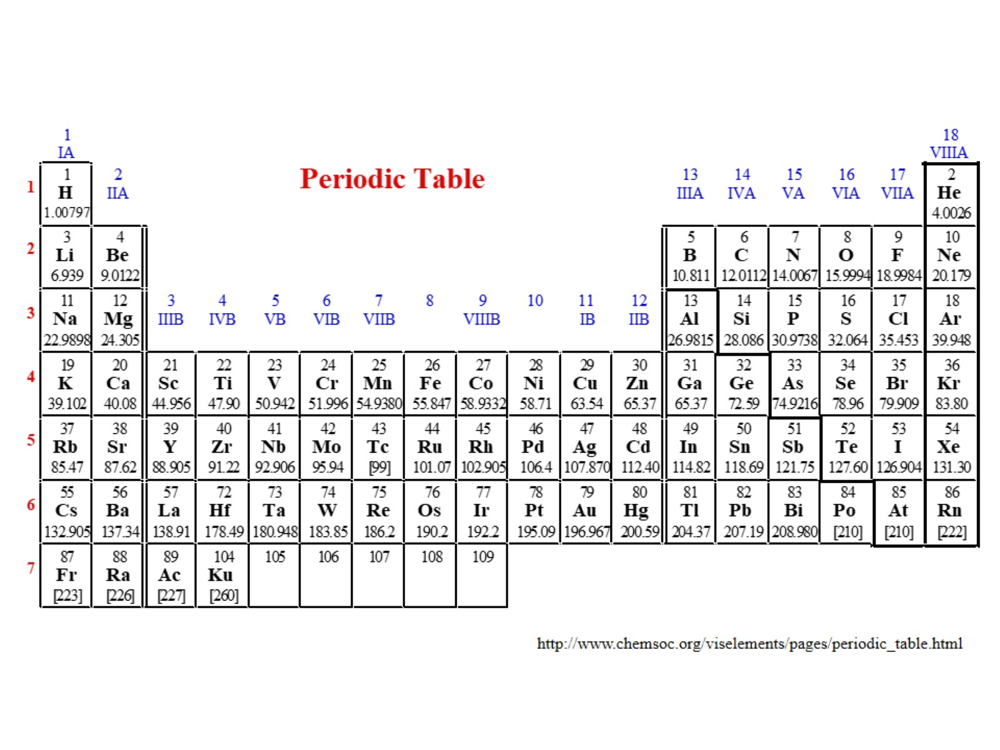 1 18
IA VIIIA
1 2 Periodic Table 13 14 15 16 17 2
1 H IIA IIIA IVA VA VIA VIIA He
1.00797 4.0026
3 4 5 6 7 8 9 10
2 Li Be B C N O F Ne
6.939 9.0122 10.811 12.0112 14.0067 15.9994 18.9984 20.179
11 12 3 4 5 6 7 8 9 10 11 12 13 14 15 16 17 18
3 Na Mg IIIB IVB VB VIB VIIB VIIIB IB IIB Al Si P S Cl Ar
22.9898 24.305 26.9815 28.086 30.9738 32.064 35.453 39.948
19 20 21 22 23 24 25 26 27 28 29 30 31 32 33 34 35 36
4 K Ca Sc Ti V Cr Mn Fe Co Ni Cu Zn Ga Ge As Se Br Kr
39.102 40.08 44.956 47.90 50.942 51.996 54.9380 55.847 58.9332 58.71 63.54 65.37 65.37 72.59 74.9216 78.96 79.909 83.80
37 38 39 40 41 42 43 44 45 46 47 48 49 50 51 52 53 54
5 Rb Sr Y Zr Nb Mo Tc Ru Rh Pd Ag Cd In Sn Sb Te I Xe
85.47 87.62 88.905 91.22 92.906 95.94 [99] 101.07 102.905 106.4 107.870 112.40 114.82 118.69 121.75 127.60 126.904 131.30
55 56 57 72 73 74 75 76 77 78 79 80 81 82 83 84 85 86
6 Cs Ba La Hf Ta W Re Os Ir Pt Au Hg Tl Pb Bi Po At Rn
132.905 137.34 138.91 178.49 180.948 183.85 186.2 190.2 192.2 195.09 196.967 200.59 204.37 207.19 208.980 [210] [210] [222]
87 88 89 104 105 106 107 108 109
7 Fr Ra Ac Ku
[223] [226] [227] [260]
http://www.chemsoc.org/viselements/pages/periodic_table.html